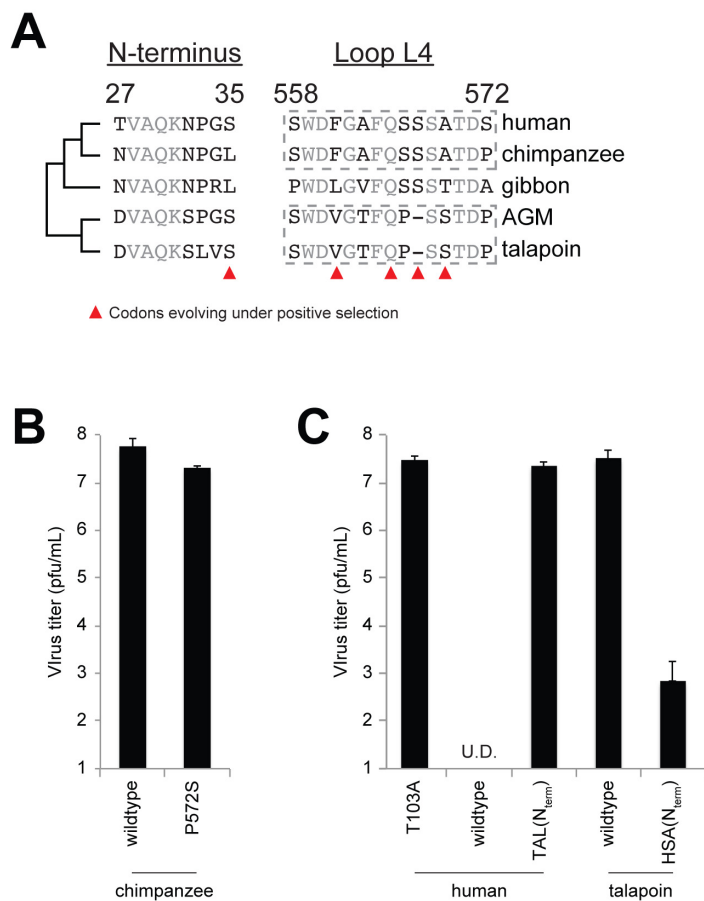 A
N-terminus Loop L4
27 35 558 572
TVAQKNPGS SWDFGAFQSSSATDS human
NVAQKNPGL SWDFGAFQSSSATDP chimpanzee
NVAQKNPRL PWDLGVFQSSSTTDA gibbon
DVAQKSPGS SWDVGTFQP-SSTDP AGM
DVAQKSLVS SWDVGTFQP-SSTDP talapoin
Codons evolving under positive selection
B
VIrus titer (pfu/mL)
8
7
6
5
4
3
2
1
wildtype
P572S
chimpanzee
C
VIrus titer (pfu/mL)
8
7
6
5
4
3
2
1
U.D.
T103A
wildtype
TAL(Nterm)
wildtype
HSA(Nterm)
human
talapoin